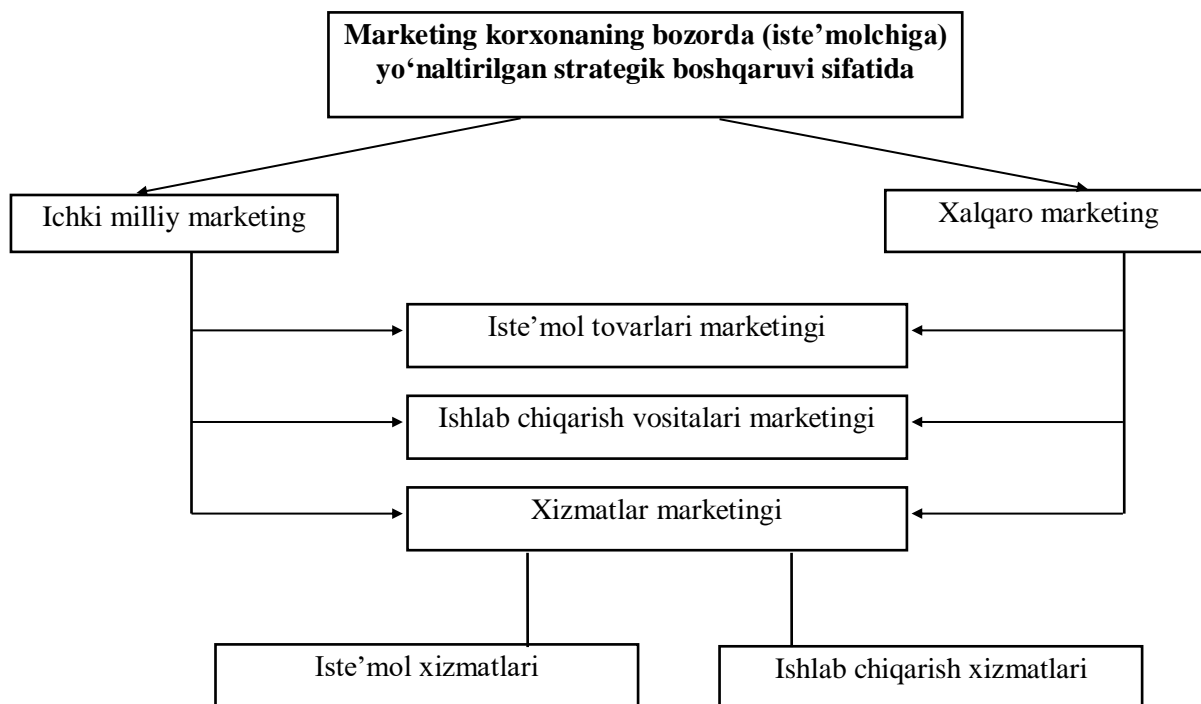 Marketing korxonaning bozorda (iste’molchiga)
yo‘naltirilgan strategik boshqaruvi sifatida
Ichki milliy marketing
Xalqaro marketing
Iste’mol tovarlari marketingi
Ishlab chiqarish vositalari marketingi
Xizmatlar marketingi
Iste’mol xizmatlari
Ishlab chiqarish xizmatlari